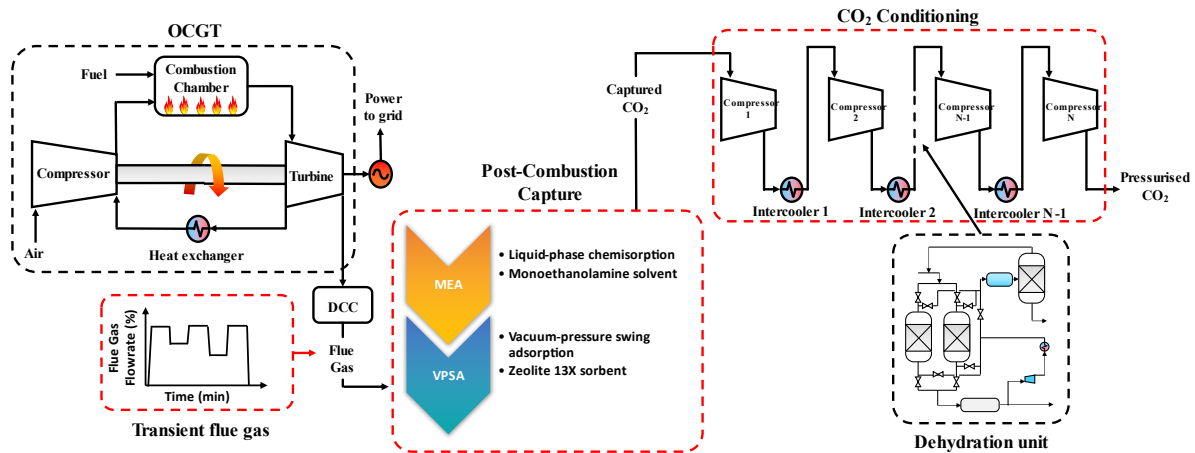 OCGT
Fuel
Combustion
Chamber
Compressor
Turbine
Power
to grid
Air
Heat exchanger
DCC
Flue
Gas
Flue Gas
Flowrate (%)
Time (min)
Transient flue gas
Post-Combustion
Capture
MEA
• Liquid-phase chemisorption
• Monoethanolamine solvent
VPSA
• Vacuum-pressure swing
adsorption
• Zeolite 13X sorbent
Captured
CO₂
CO₂ Conditioning
Compressor
1
Compressor
2
Compressor
N-1
Compressor
N
Intercooler 1
Intercooler 2
Intercooler N-1
Pressurised
CO₂
Dehydration unit